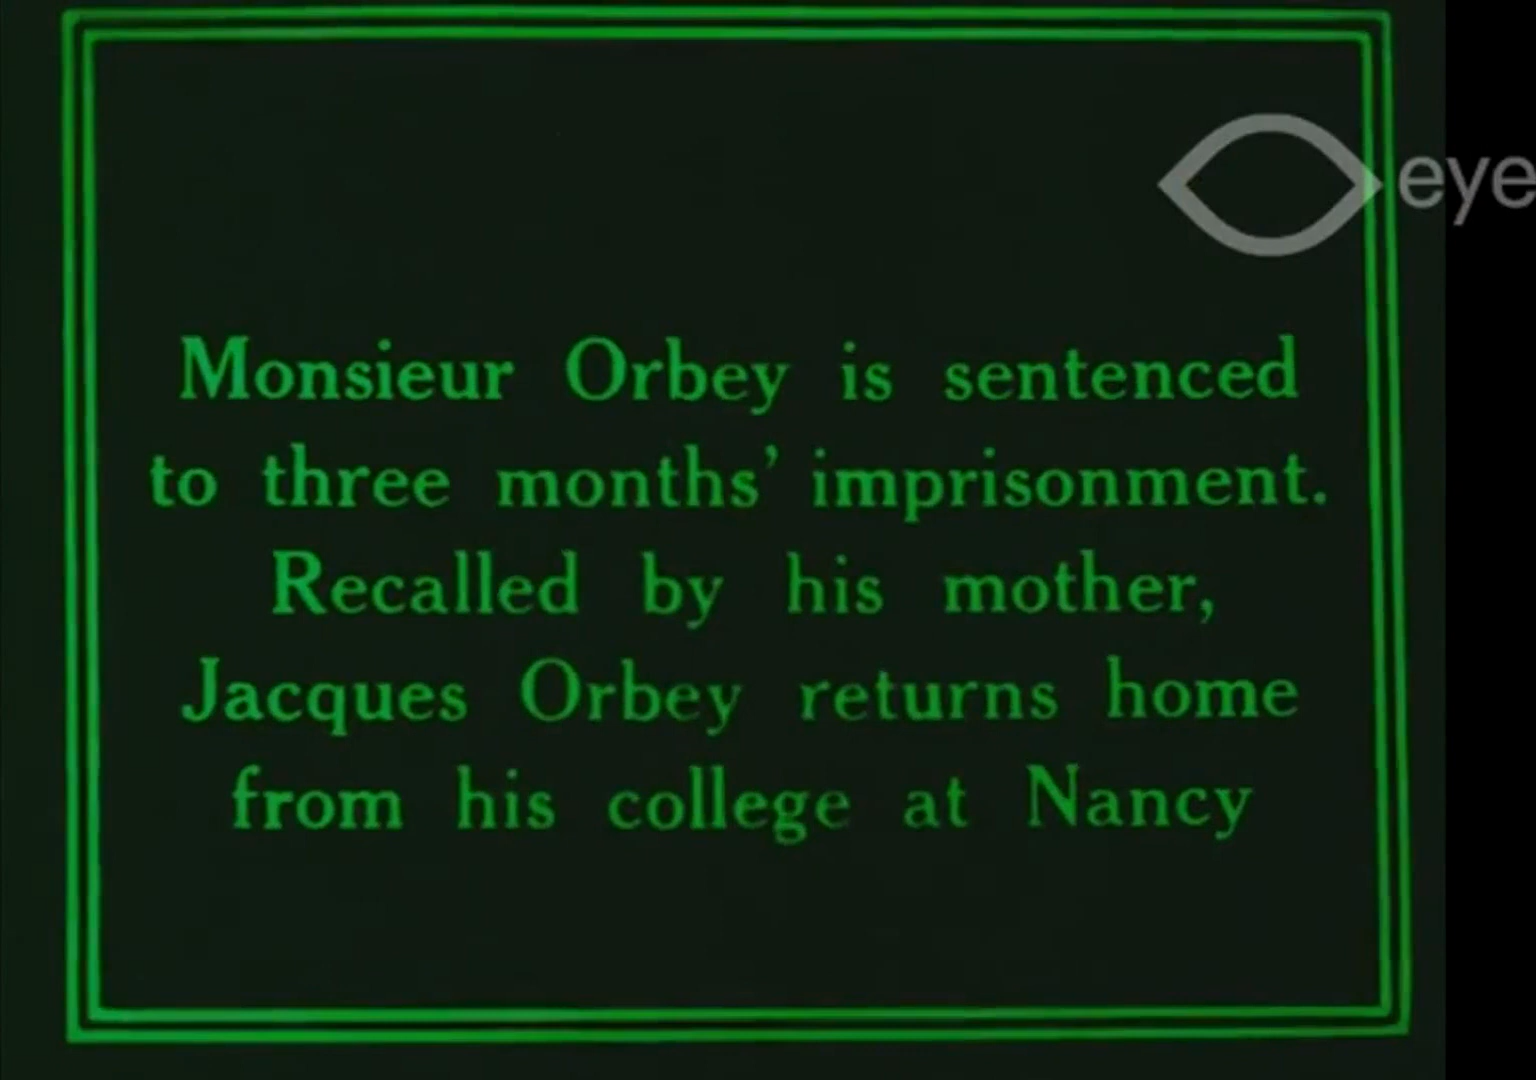 eye
Monsieur Orbey is sentenced
to three months’ imprisonment.
Recalled by his mother,
Jacques Orbey returns home
from his college at Nancy